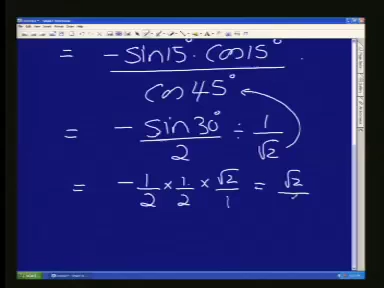 = -sin15° · cos15° / cos45° .
= - sin30° / 2 ÷ 1/√2
= - 1/2 × 1/2 × √2/1 = √2/